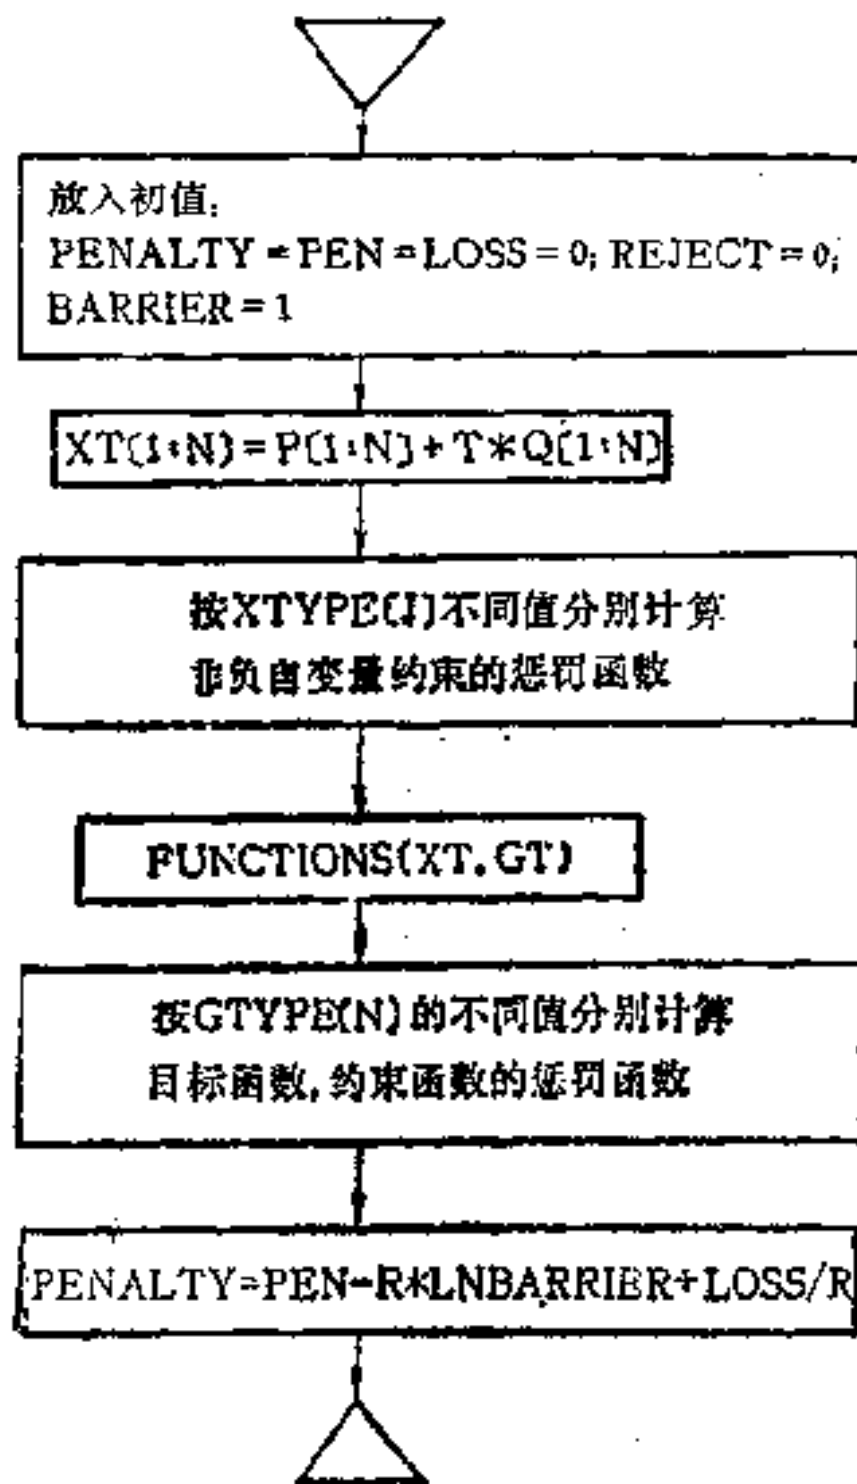 放入初值:
PENALTY=PEN=LOSS=0; REJECT=0;
BARRIER=1
XT(1:N)=P(1:N)+T*Q(1:N)
按XTYPE(J)不同值分别计算
非负自变量约束的惩罚函数
FUNCTIONS(XT.GT)
按GTYPE(N)的不同值分别计算
目标函数,约束函数的惩罚函数
PENALTY=PEN-R*LNBARRIER+LOSS/R